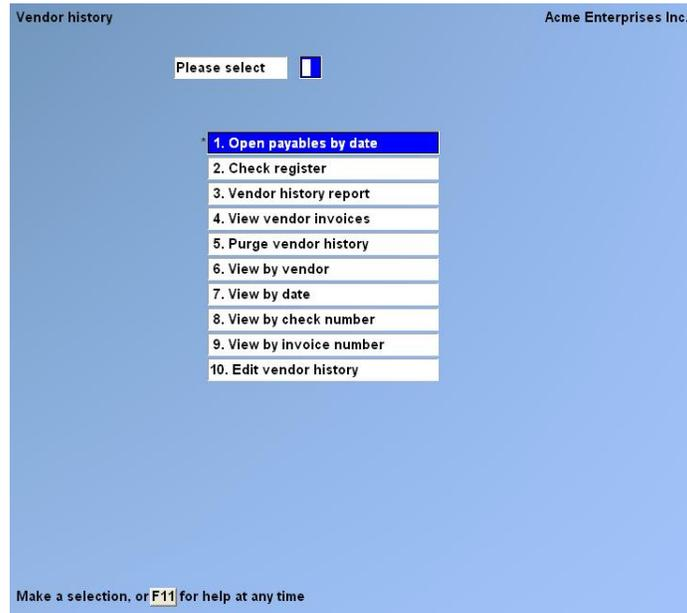 Vendor history Acme Enterprises Inc.
Please select
* 1. Open payables by date
2. Check register
3. Vendor history report
4. View vendor invoices
5. Purge vendor history
6. View by vendor
7. View by date
8. View by check number
9. View by invoice number
10. Edit vendor history
Make a selection, or F11 for help at any time